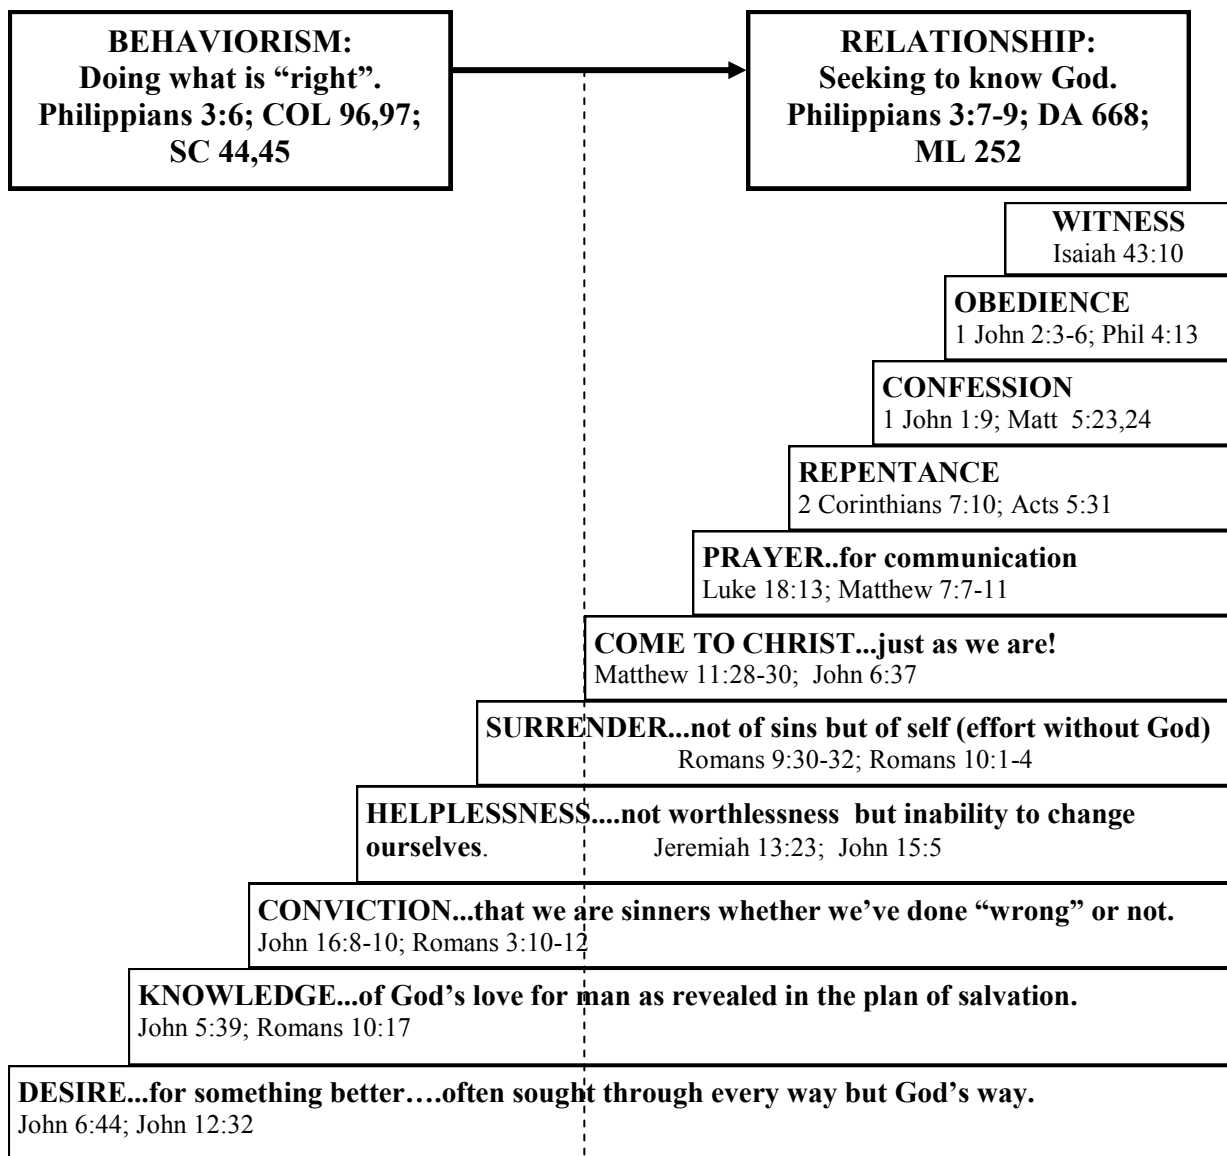 BEHAVIORISM:
Doing what is “right”.
Philippians 3:6; COL 96,97;
SC 44,45
RELATIONSHIP:
Seeking to know God.
Philippians 3:7-9; DA 668;
ML 252
WITNESS
Isaiah 43:10
OBEDIENCE
1 John 2:3-6; Phil 4:13
CONFESSION
1 John 1:9; Matt  5:23,24
REPENTANCE
2 Corinthians 7:10; Acts 5:31
PRAYER..for communication
Luke 18:13; Matthew 7:7-11
COME TO CHRIST...just as we are!
Matthew 11:28-30;  John 6:37
SURRENDER...not of sins but of self (effort without God)
Romans 9:30-32; Romans 10:1-4
HELPLESSNESS....not worthlessness  but inability to change
ourselves.    Jeremiah 13:23;  John 15:5
CONVICTION...that we are sinners whether we’ve done “wrong” or not.
John 16:8-10; Romans 3:10-12
KNOWLEDGE...of God’s love for man as revealed in the plan of salvation.
John 5:39; Romans 10:17
DESIRE...for something better….often sought through every way but God’s way.
John 6:44; John 12:32